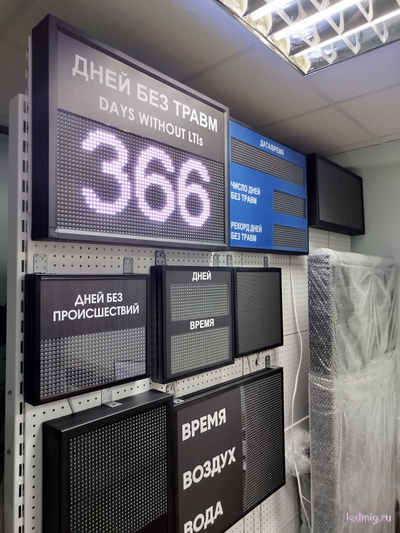 ДНЕЙ БЕЗ ТРАВМ
DAYS WITHOUT LTIs
366
ДАТА/ВРЕМЯ
ЧИСЛО ДНЕЙ
БЕЗ ТРАВМ
РЕКОРД ДНЕЙ
БЕЗ ТРАВМ
ДНЕЙ БЕЗ
ПРОИСШЕСТВИЙ
ДНЕЙ
ВРЕМЯ
ВРЕМЯ
ВОЗДУХ
ВОДА
ledmig.ru